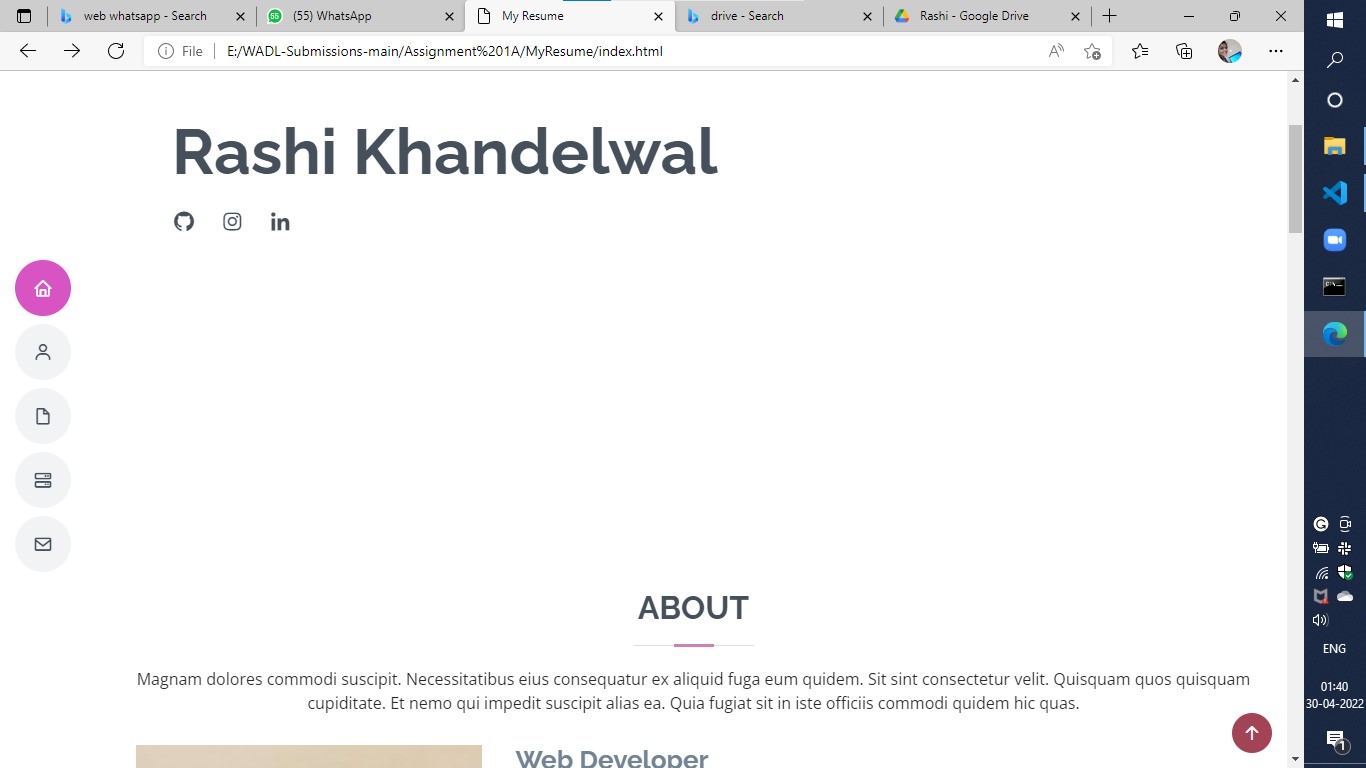 web whatsapp - Search
(55) WhatsApp
My Resume
drive - Search
Rashi - Google Drive
File
E:/WADL-Submissions-main/Assignment%201A/MyResume/index.html
Rashi Khandelwal
ABOUT
Magnam dolores commodi suscipit. Necessitatibus eius consequatur ex aliquid fuga eum quidem. Sit sint consectetur velit. Quisquam quos quisquam
cupiditate. Et nemo qui impedit suscipit alias ea. Quia fugiat sit in iste officiis commodi quidem hic quas.
Web Developer
ENG
01:40
30-04-2022
1